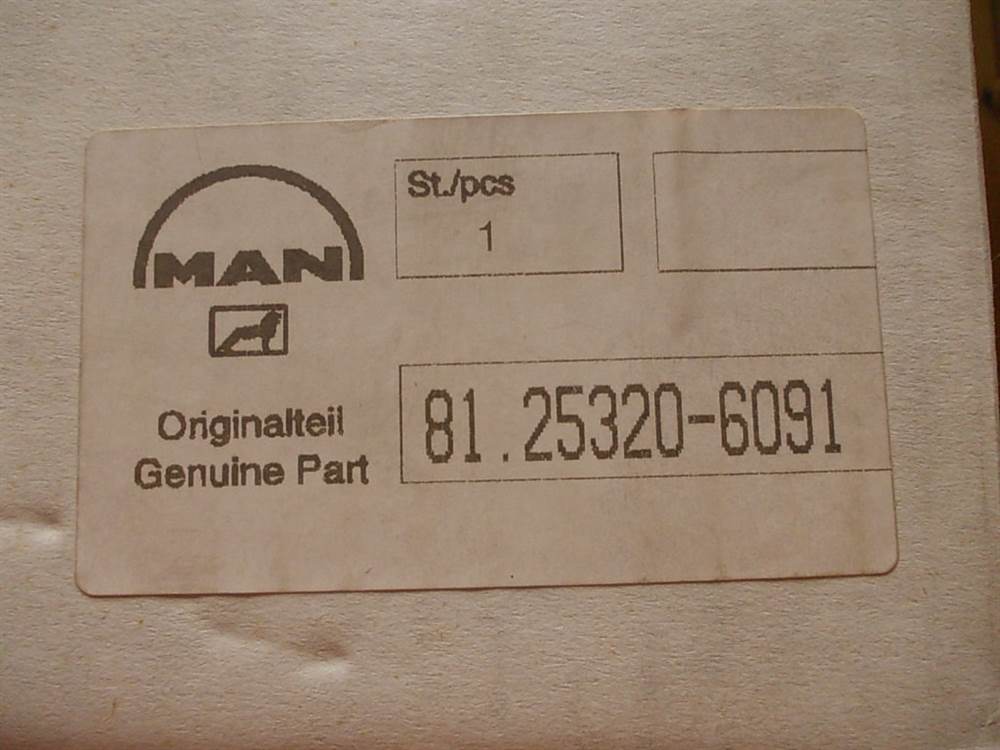 MAN
St./pcs
1
Originalteil
Genuine Part
81.25320-6091